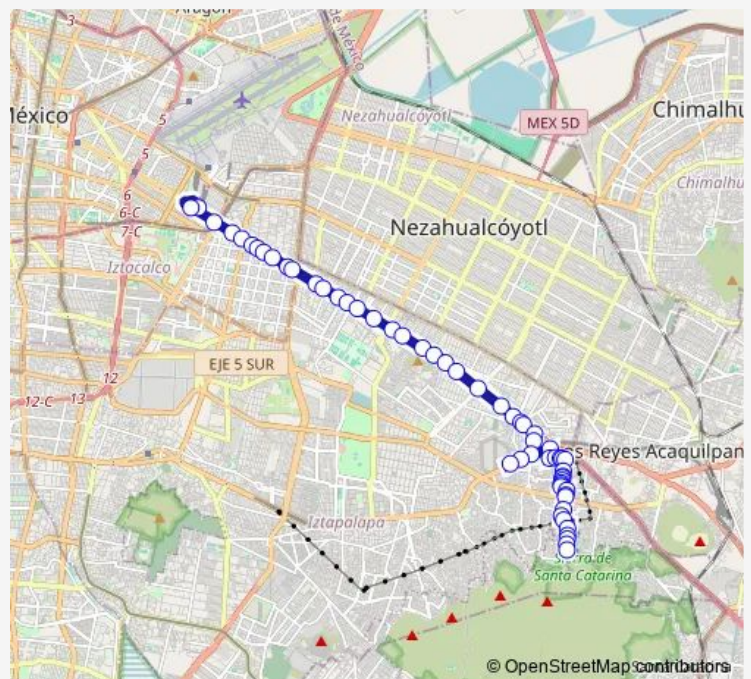 Aragón
3
de México
5
México
5
Nezahualcóyotl
MEX 5D
Chimalhu
Chimalhu
6
6-C
7-C
Nezahualcóyotl
Iztacalco
EJE 5 SUR
12
12-C
13
s Reyes Acaquilpan
Iztapalapa
Sierra de
Santa Catarina
© OpenStreetMap contributors